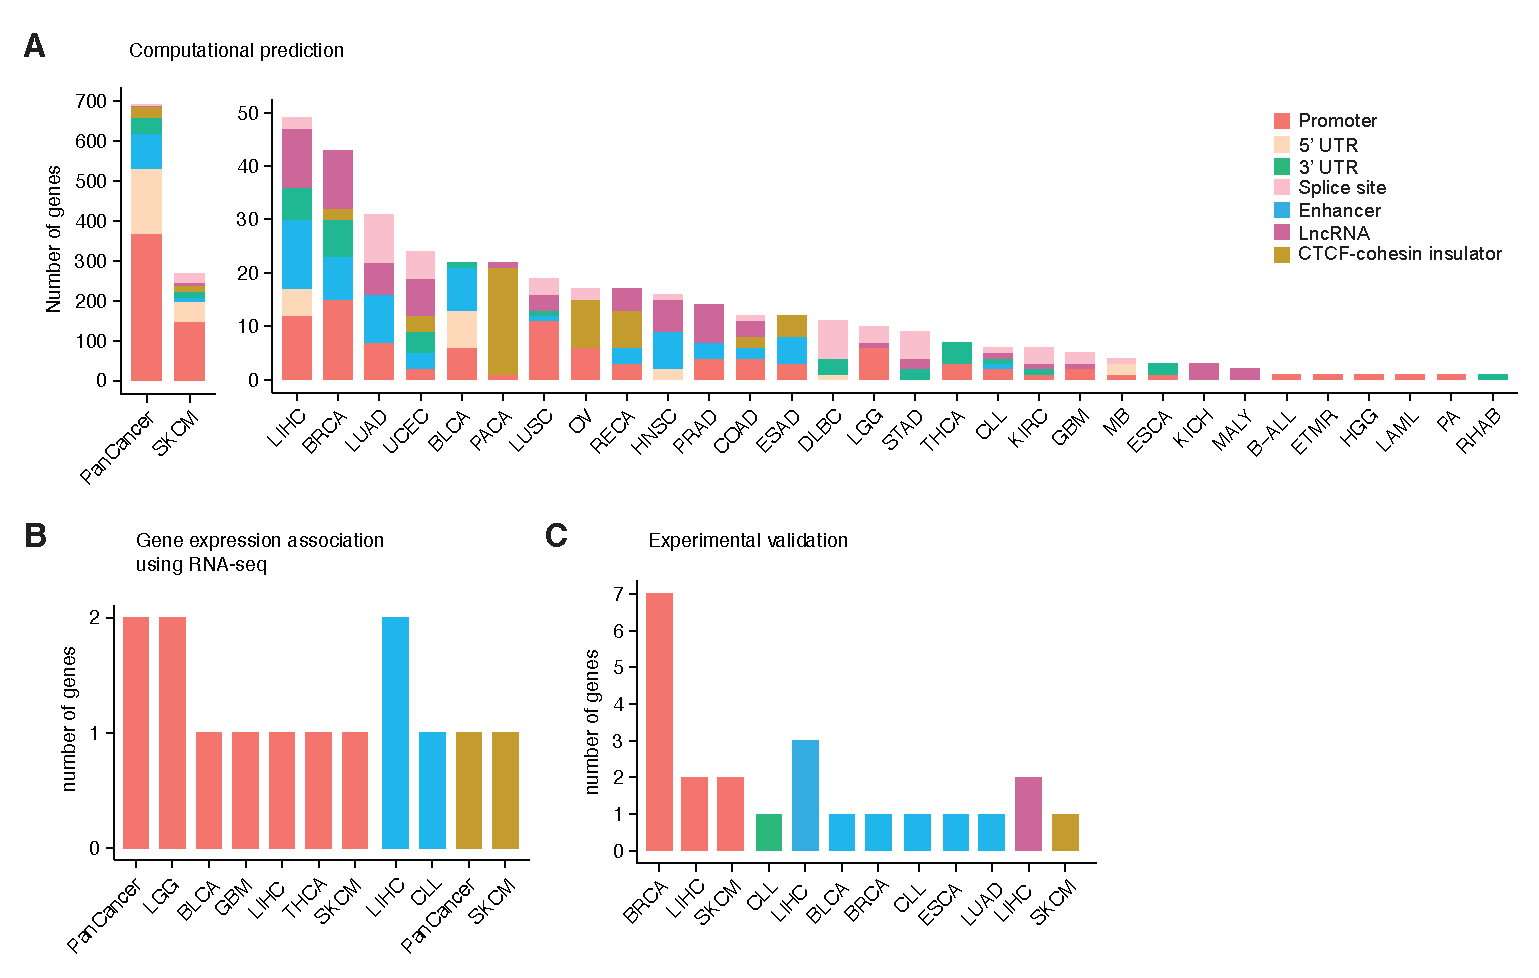 A
Computational prediction
Number of genes
700
600
500
400
300
200
100
0
PanCancer
SKCM
50
40
30
20
10
0
LIHC
BRCA
LUAD
UCEC
BLCA
PACA
LUSC
OV
RECA
HNSC
PRAD
COAD
ESAD
DLBC
LGG
STAD
THCA
CLL
KIRC
GBM
MB
ESCA
KICH
MALY
B-ALL
ETMR
HGG
LAML
PA
RHAB
Promoter
5' UTR
3' UTR
Splice site
Enhancer
LncRNA
CTCF-cohesin insulator
B
Gene expression association
using RNA-seq
number of genes
2
1
0
PanCancer
LGG
BLCA
GBM
LIHC
THCA
SKCM
LIHC
CLL
PanCancer
SKCM
C
Experimental validation
number of genes
7
6
5
4
3
2
1
0
BRCA
LIHC
SKCM
CLL
LIHC
BLCA
BRCA
CLL
ESCA
LUAD
LIHC
SKCM